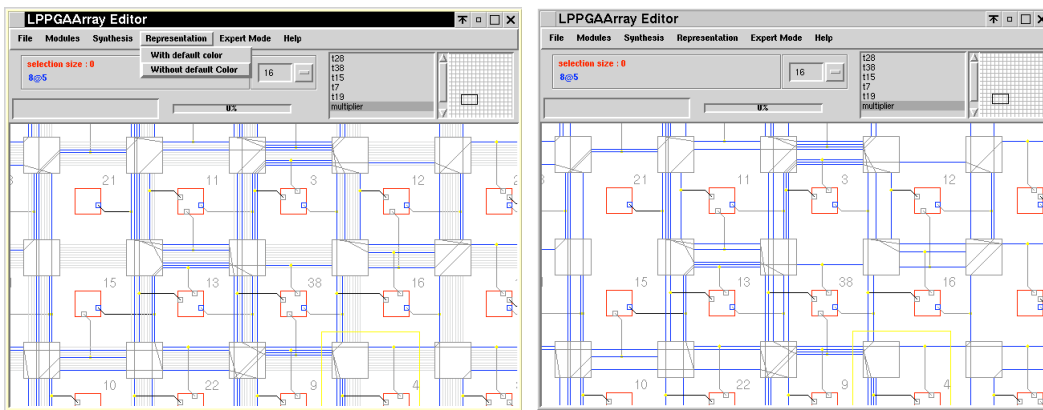 LPPGAArray Editor
File Modules Synthesis Representation Expert Mode Help
With default color
Without default Color
selection size : 0
8@5
16
t28
t38
t15
t7
t19
multiplier
0%
21 11 3 12
15 13 38 16
10 22 9 4
LPPGAArray Editor
File Modules Synthesis Representation Expert Mode Help
selection size : 0
8@5
16
t28
t38
t15
t7
t19
multiplier
0%
21 11 3 12
15 13 38 16
10 22 9 4